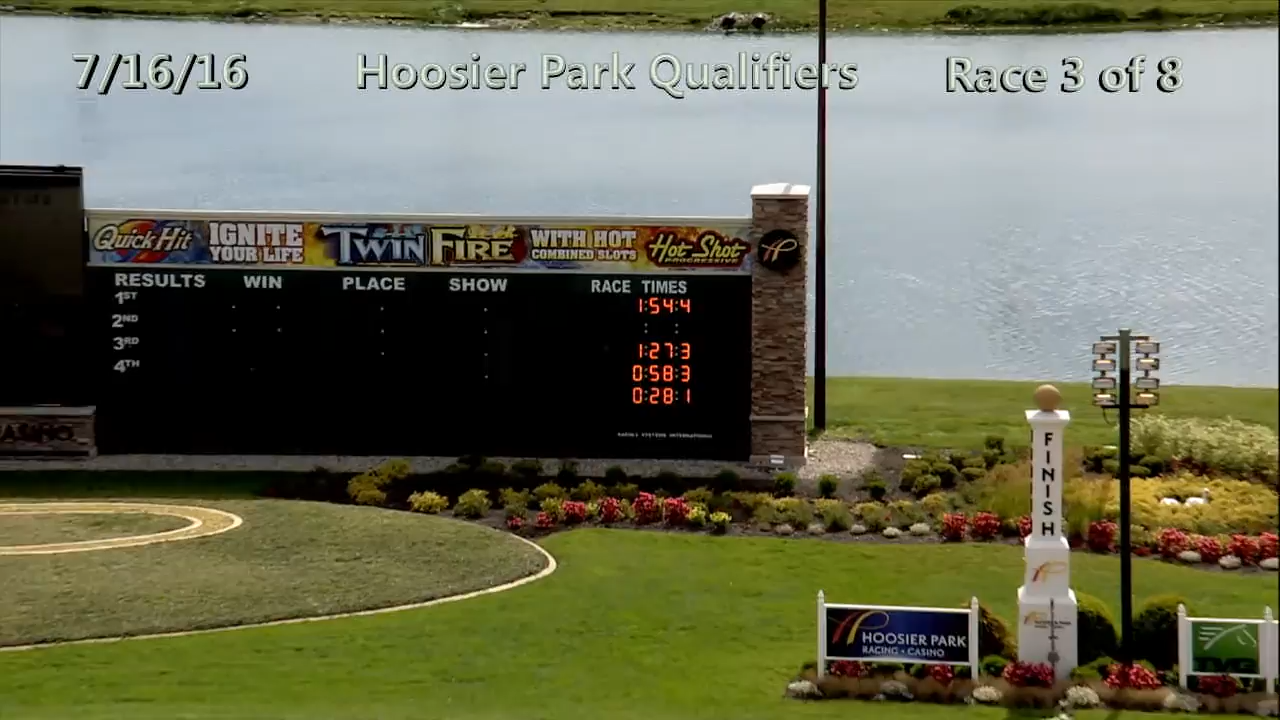 7/16/16 Hoosier Park Qualifiers Race 3 of 8
Quick Hit IGNITE YOUR LIFE TWIN FIRE WITH HOT COMBINED SLOTS Hot Shot PROGRESSIVE
RESULTS WIN PLACE SHOW RACE TIMES
1ST 1:54:4
2ND : :
3RD 1:27:3
4TH 0:58:3
0:28:1
FINISH
HOOSIER PARK
RACING • CASINO
TVG